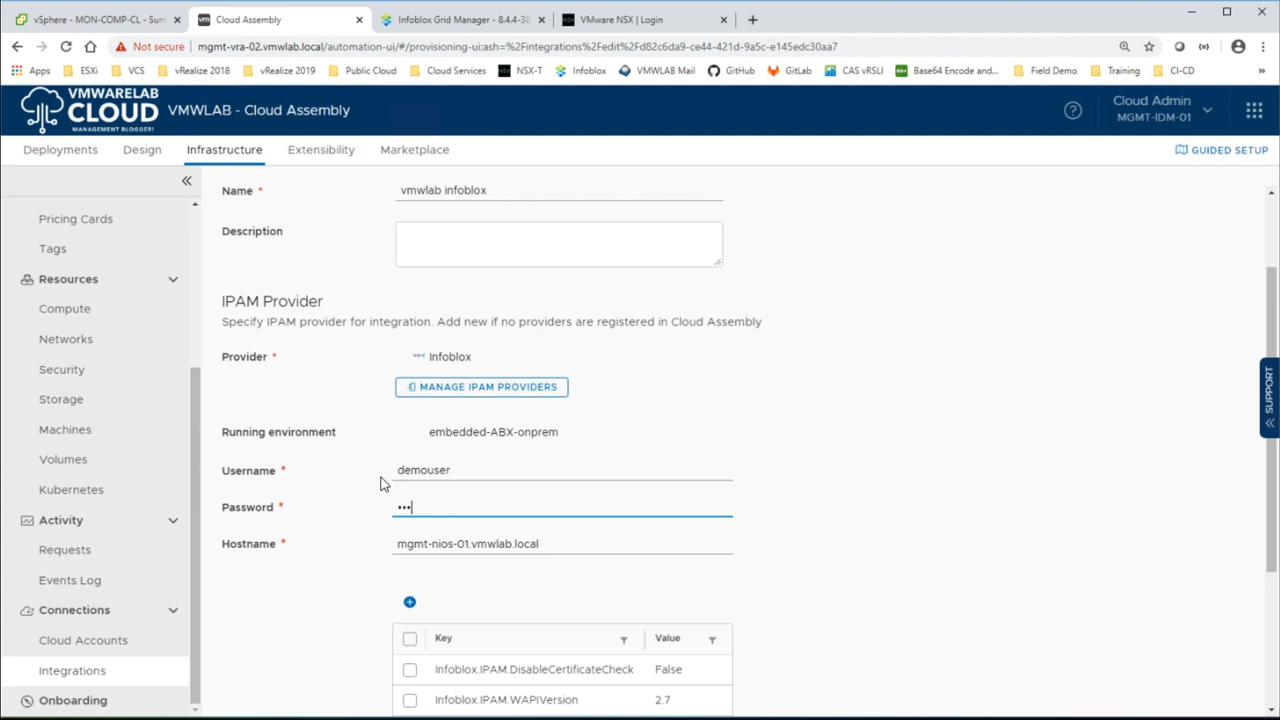 vSphere - MON-COMP-CL - Sum
Cloud Assembly
Infoblox Grid Manager - 8.4.4-38
VMware NSX | Login
Not secure
mgmt-vra-02.vmwlab.local/automation-ui/#/provisioning-ui;ash=%2Fintegrations%2Fedit%2Fd82c6da9-ce44-421d-9a5c-e145edc30aa7
Apps
ESXi
VCS
vRealize 2018
vRealize 2019
Public Cloud
Cloud Services
NSX-T
Infoblox
VMWLAB Mail
GitHub
GitLab
CAS vRSLI
Base64 Encode and...
Field Demo
Training
CI-CD
VMWARELAB
CLOUD
MANAGEMENT BLOGGER!
VMWLAB - Cloud Assembly
Cloud Admin
MGMT-IDM-01
Deployments
Design
Infrastructure
Extensibility
Marketplace
GUIDED SETUP
Pricing Cards
Tags
Resources
Compute
Networks
Security
Storage
Machines
Volumes
Kubernetes
Activity
Requests
Events Log
Connections
Cloud Accounts
Integrations
Onboarding
Name *
vmwlab infoblox
Description
IPAM Provider
Specify IPAM provider for integration. Add new if no providers are registered in Cloud Assembly
Provider *
Infoblox
MANAGE IPAM PROVIDERS
Running environment
embedded-ABX-onprem
Username *
demouser
Password *
•••
Hostname *
mgmt-nios-01.vmwlab.local
Key
Value
Infoblox.IPAM.DisableCertificateCheck
False
Infoblox.IPAM.WAPIVersion
2.7
SUPPORT